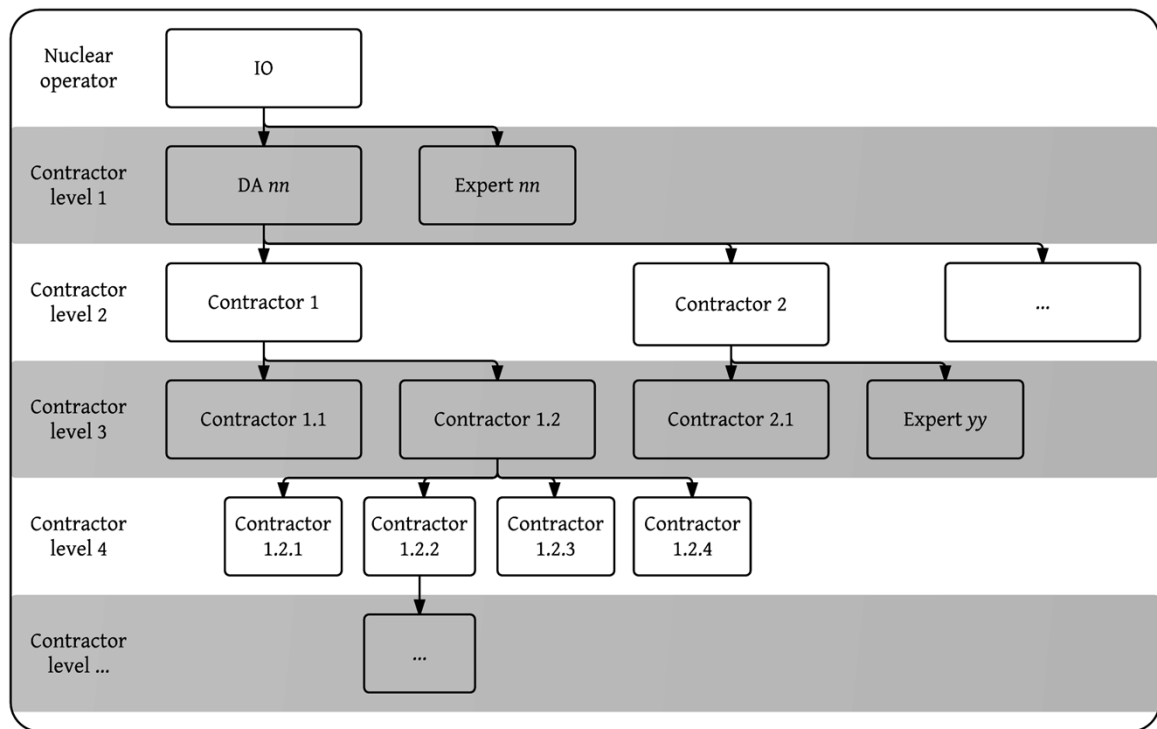 Nuclear
operator
IO
Contractor
level 1
DA nn
Expert nn
Contractor
level 2
Contractor 1
Contractor 2
...
Contractor
level 3
Contractor 1.1
Contractor 1.2
Contractor 2.1
Expert yy
Contractor
level 4
Contractor
1.2.1
Contractor
1.2.2
Contractor
1.2.3
Contractor
1.2.4
Contractor
level ...
...